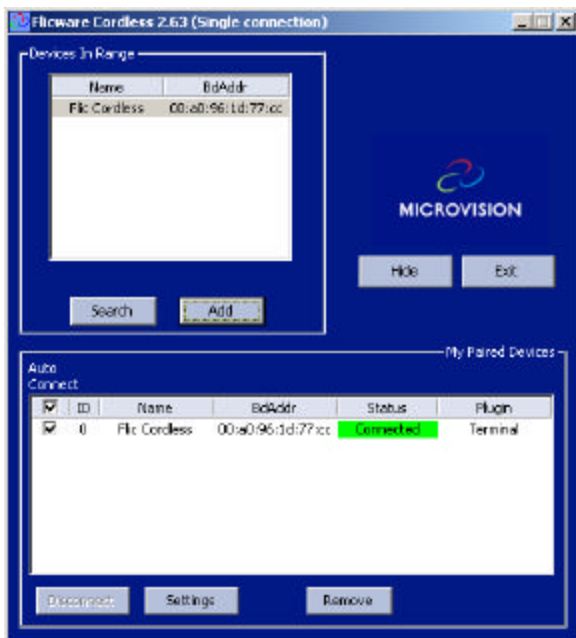 Flicware Cordless 2.63 (Single connection)
Devices In Range
Name BdAddr
Flic Cordless 00:a0:96:1d:77:cc
MICROVISION
Hide Exit
Search Add
My Paired Devices
Auto
Connect
ID Name BdAddr Status Plugin
0 Flic Cordless 00:a0:96:1d:77:cc Connected Terminal
Disconnect Settings Remove